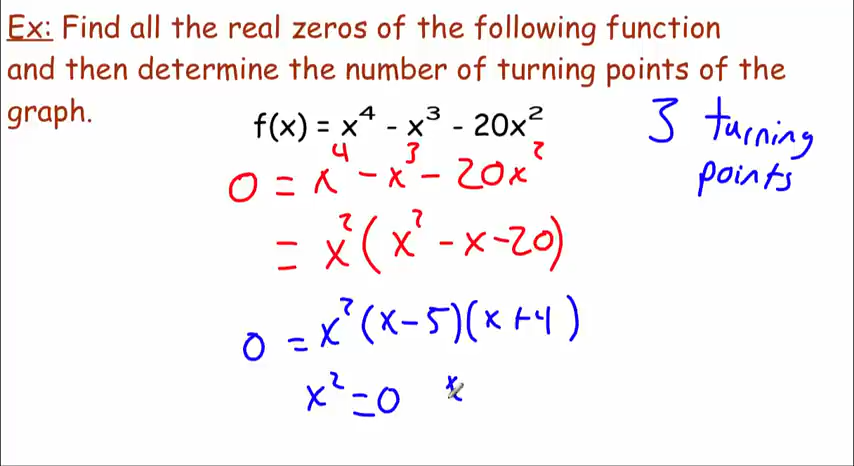 Ex: Find all the real zeros of the following function
and then determine the number of turning points of the
graph.
f(x) = x⁴ - x³ - 20x²
3 turning
points
0 = x⁴ - x³ - 20x²
= x²(x² - x - 20)
0 = x²(x - 5)(x + 4)
x² = 0 x